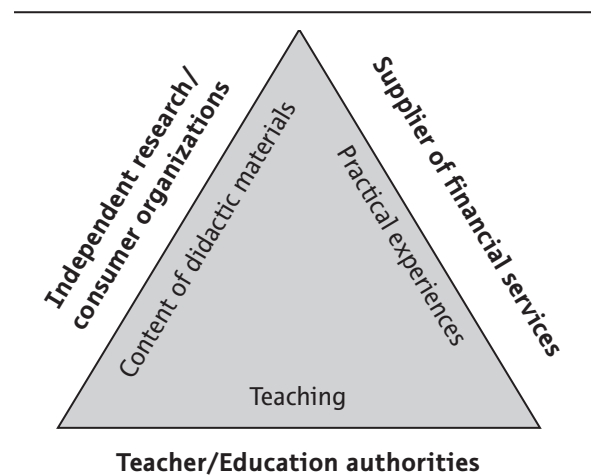 Independent research/
consumer organizations
Content of didactic materials
Supplier of financial services
Practical experiences
Teaching
Teacher/Education authorities